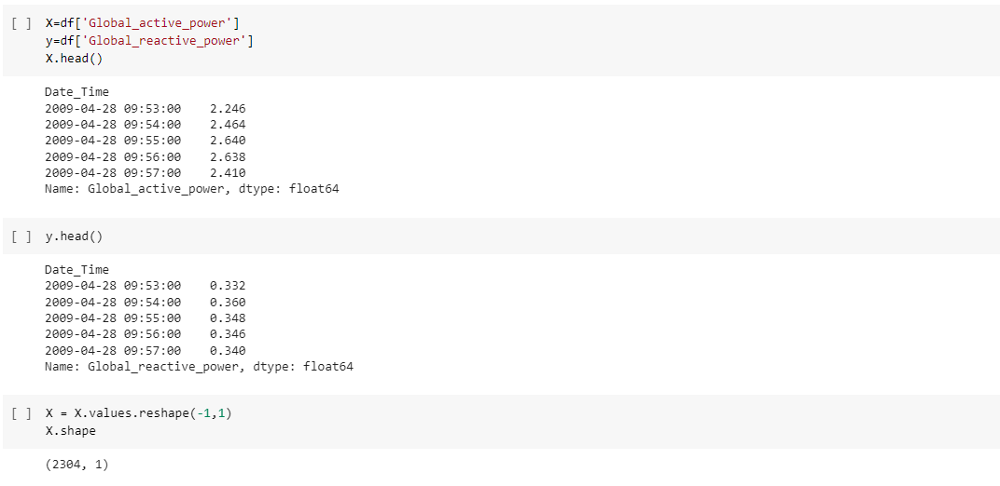 [ ] X=df['Global_active_power']
y=df['Global_reactive_power']
X.head()
Date_Time
2009-04-28 09:53:00    2.246
2009-04-28 09:54:00    2.464
2009-04-28 09:55:00    2.640
2009-04-28 09:56:00    2.638
2009-04-28 09:57:00    2.410
Name: Global_active_power, dtype: float64
[ ] y.head()
Date_Time
2009-04-28 09:53:00    0.332
2009-04-28 09:54:00    0.360
2009-04-28 09:55:00    0.348
2009-04-28 09:56:00    0.346
2009-04-28 09:57:00    0.340
Name: Global_reactive_power, dtype: float64
[ ] X = X.values.reshape(-1,1)
X.shape
(2304, 1)